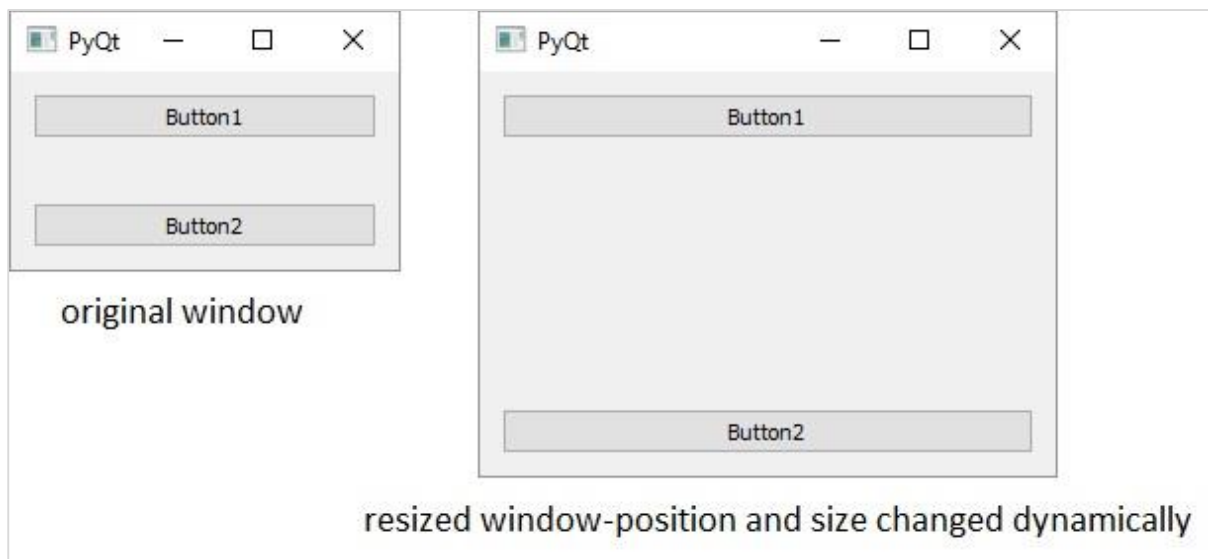 PyQt
Button1
Button2
original window
PyQt
Button1
Button2
resized window-position and size changed dynamically